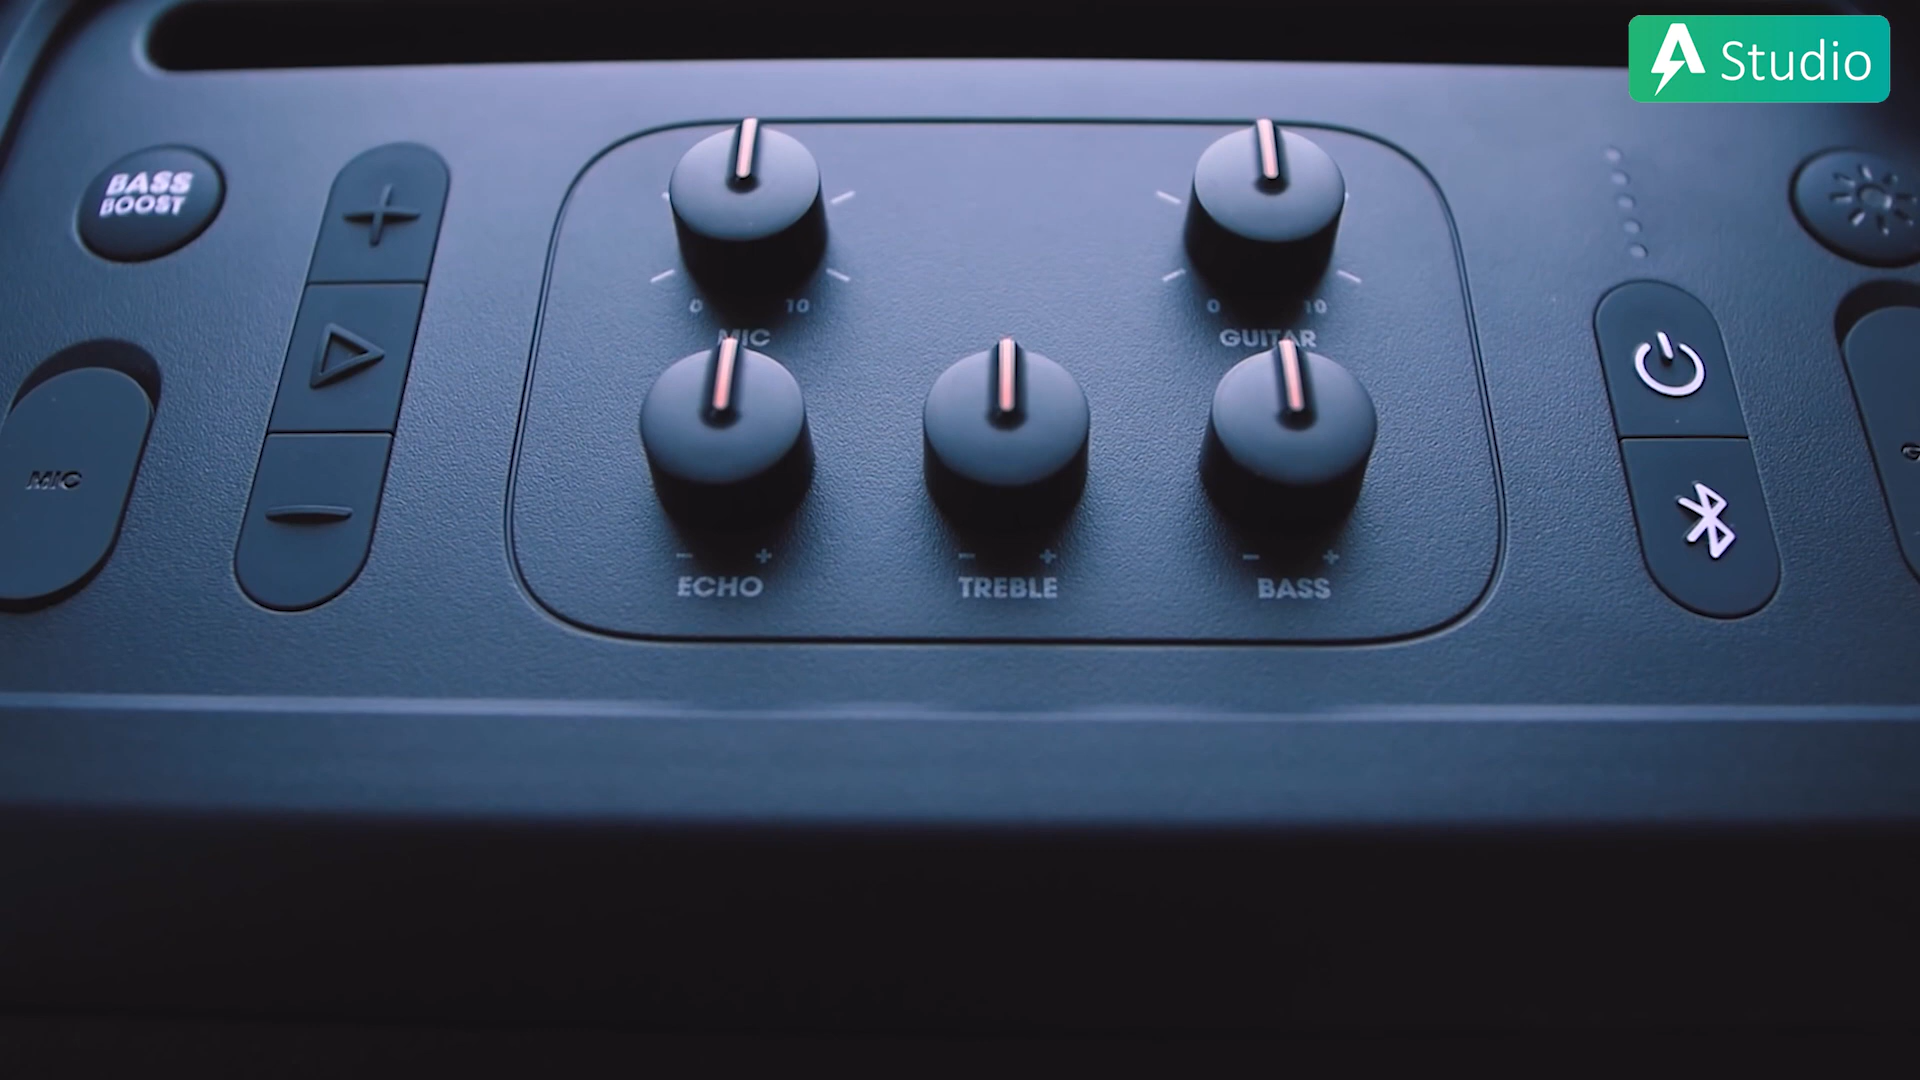 Studio
BASS
BOOST
0 10
MIC
0 10
GUITAR
MIC
- +
ECHO
- +
TREBLE
- +
BASS